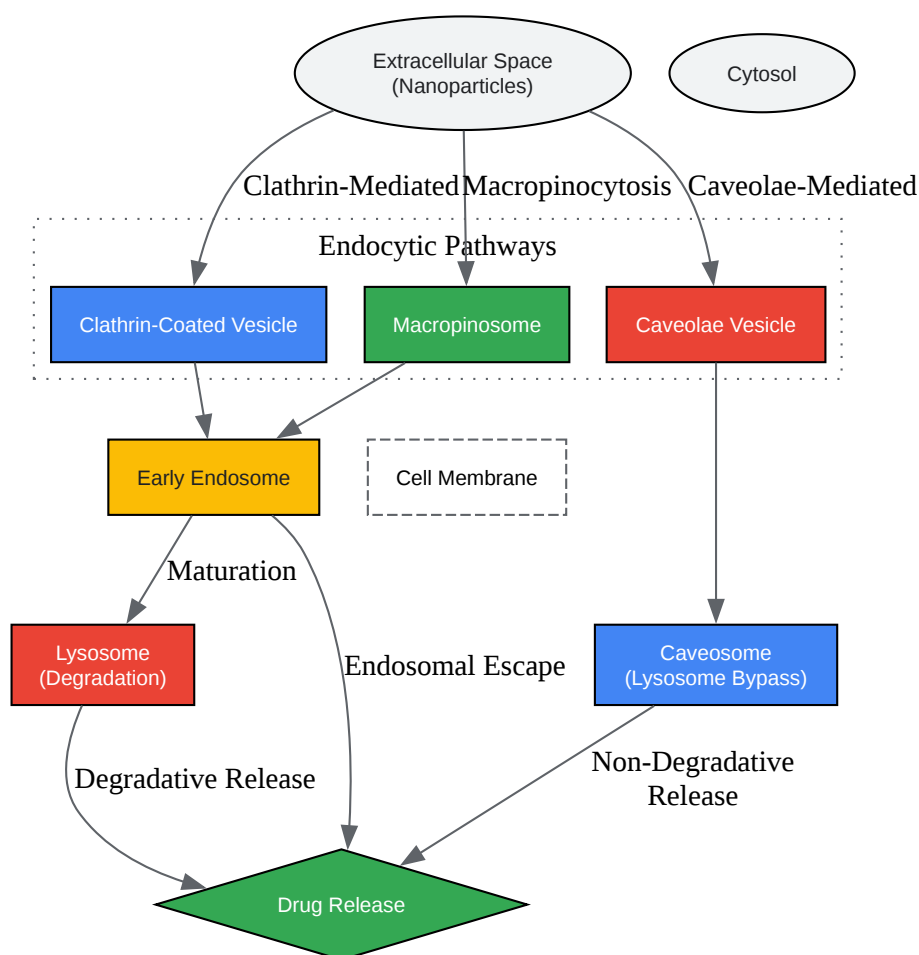 Extracellular Space
(Nanoparticles)
Cytosol
Clathrin-Mediated
Macropinocytosis
Caveolae-Mediated
Endocytic Pathways
Clathrin-Coated Vesicle
Macropinosome
Caveolae Vesicle
Early Endosome
Cell Membrane
Maturation
Lysosome
(Degradation)
Endosomal Escape
Caveosome
(Lysosome Bypass)
Degradative Release
Non-Degradative
Release
Drug Release